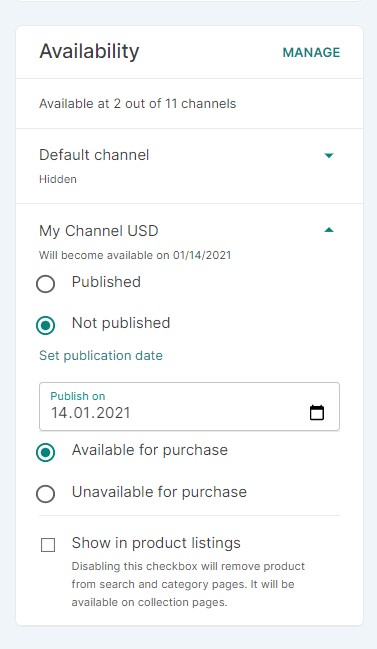 Availability
MANAGE
Available at 2 out of 11 channels
Default channel
Hidden
My Channel USD
Will become available on 01/14/2021
Published
Not published
Set publication date
Publish on
14.01.2021
Available for purchase
Unavailable for purchase
Show in product listings
Disabling this checkbox will remove product
from search and category pages. It will be
available on collection pages.